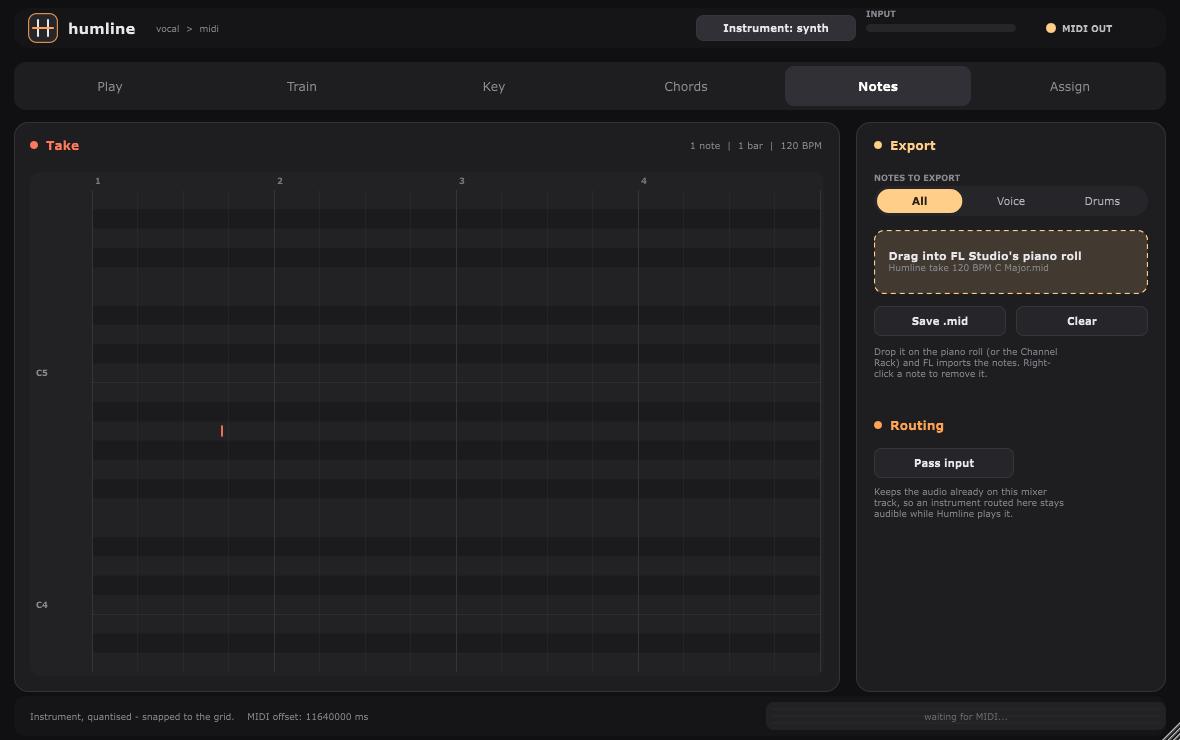 humline
vocal > midi
Instrument: synth
INPUT
MIDI OUT
Play
Train
Key
Chords
Notes
Assign
Take
1 note | 1 bar | 120 BPM
1
2
3
4
C5
C4
Export
NOTES TO EXPORT
All
Voice
Drums
Drag into FL Studio's piano roll
Humline take 120 BPM C Major.mid
Save .mid
Clear
Drop it on the piano roll (or the Channel
Rack) and FL imports the notes. Right-
click a note to remove it.
Routing
Pass input
Keeps the audio already on this mixer
track, so an instrument routed here stays
audible while Humline plays it.
Instrument, quantised - snapped to the grid.
MIDI offset: 11640000 ms
waiting for MIDI...